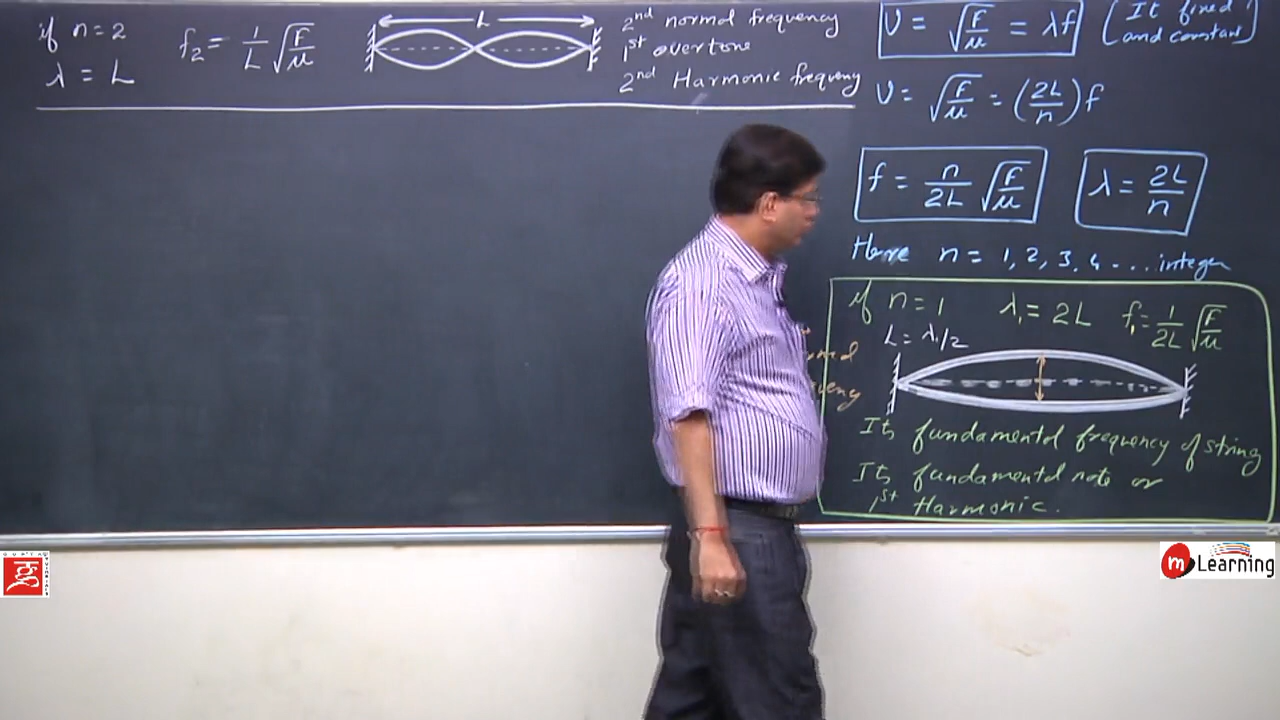 if n = 2
λ = L
f₂ = 1/L √(F/μ)
L
2nd normal frequency
1st overtone
2nd Harmonic frequency
υ = √(F/μ) = λf
(It fixed
and constant)
υ = √(F/μ) = (2L/n) f
f = n/2L √(F/μ)
λ = 2L/n
Here n = 1, 2, 3, 4 .... integer
if n = 1
λ₁ = 2L
f₁ = 1/2L √(F/μ)
L = λ₁/2
Its fundamental frequency of string
Its fundamental note or
1st Harmonic.
GUPTA
m Learning